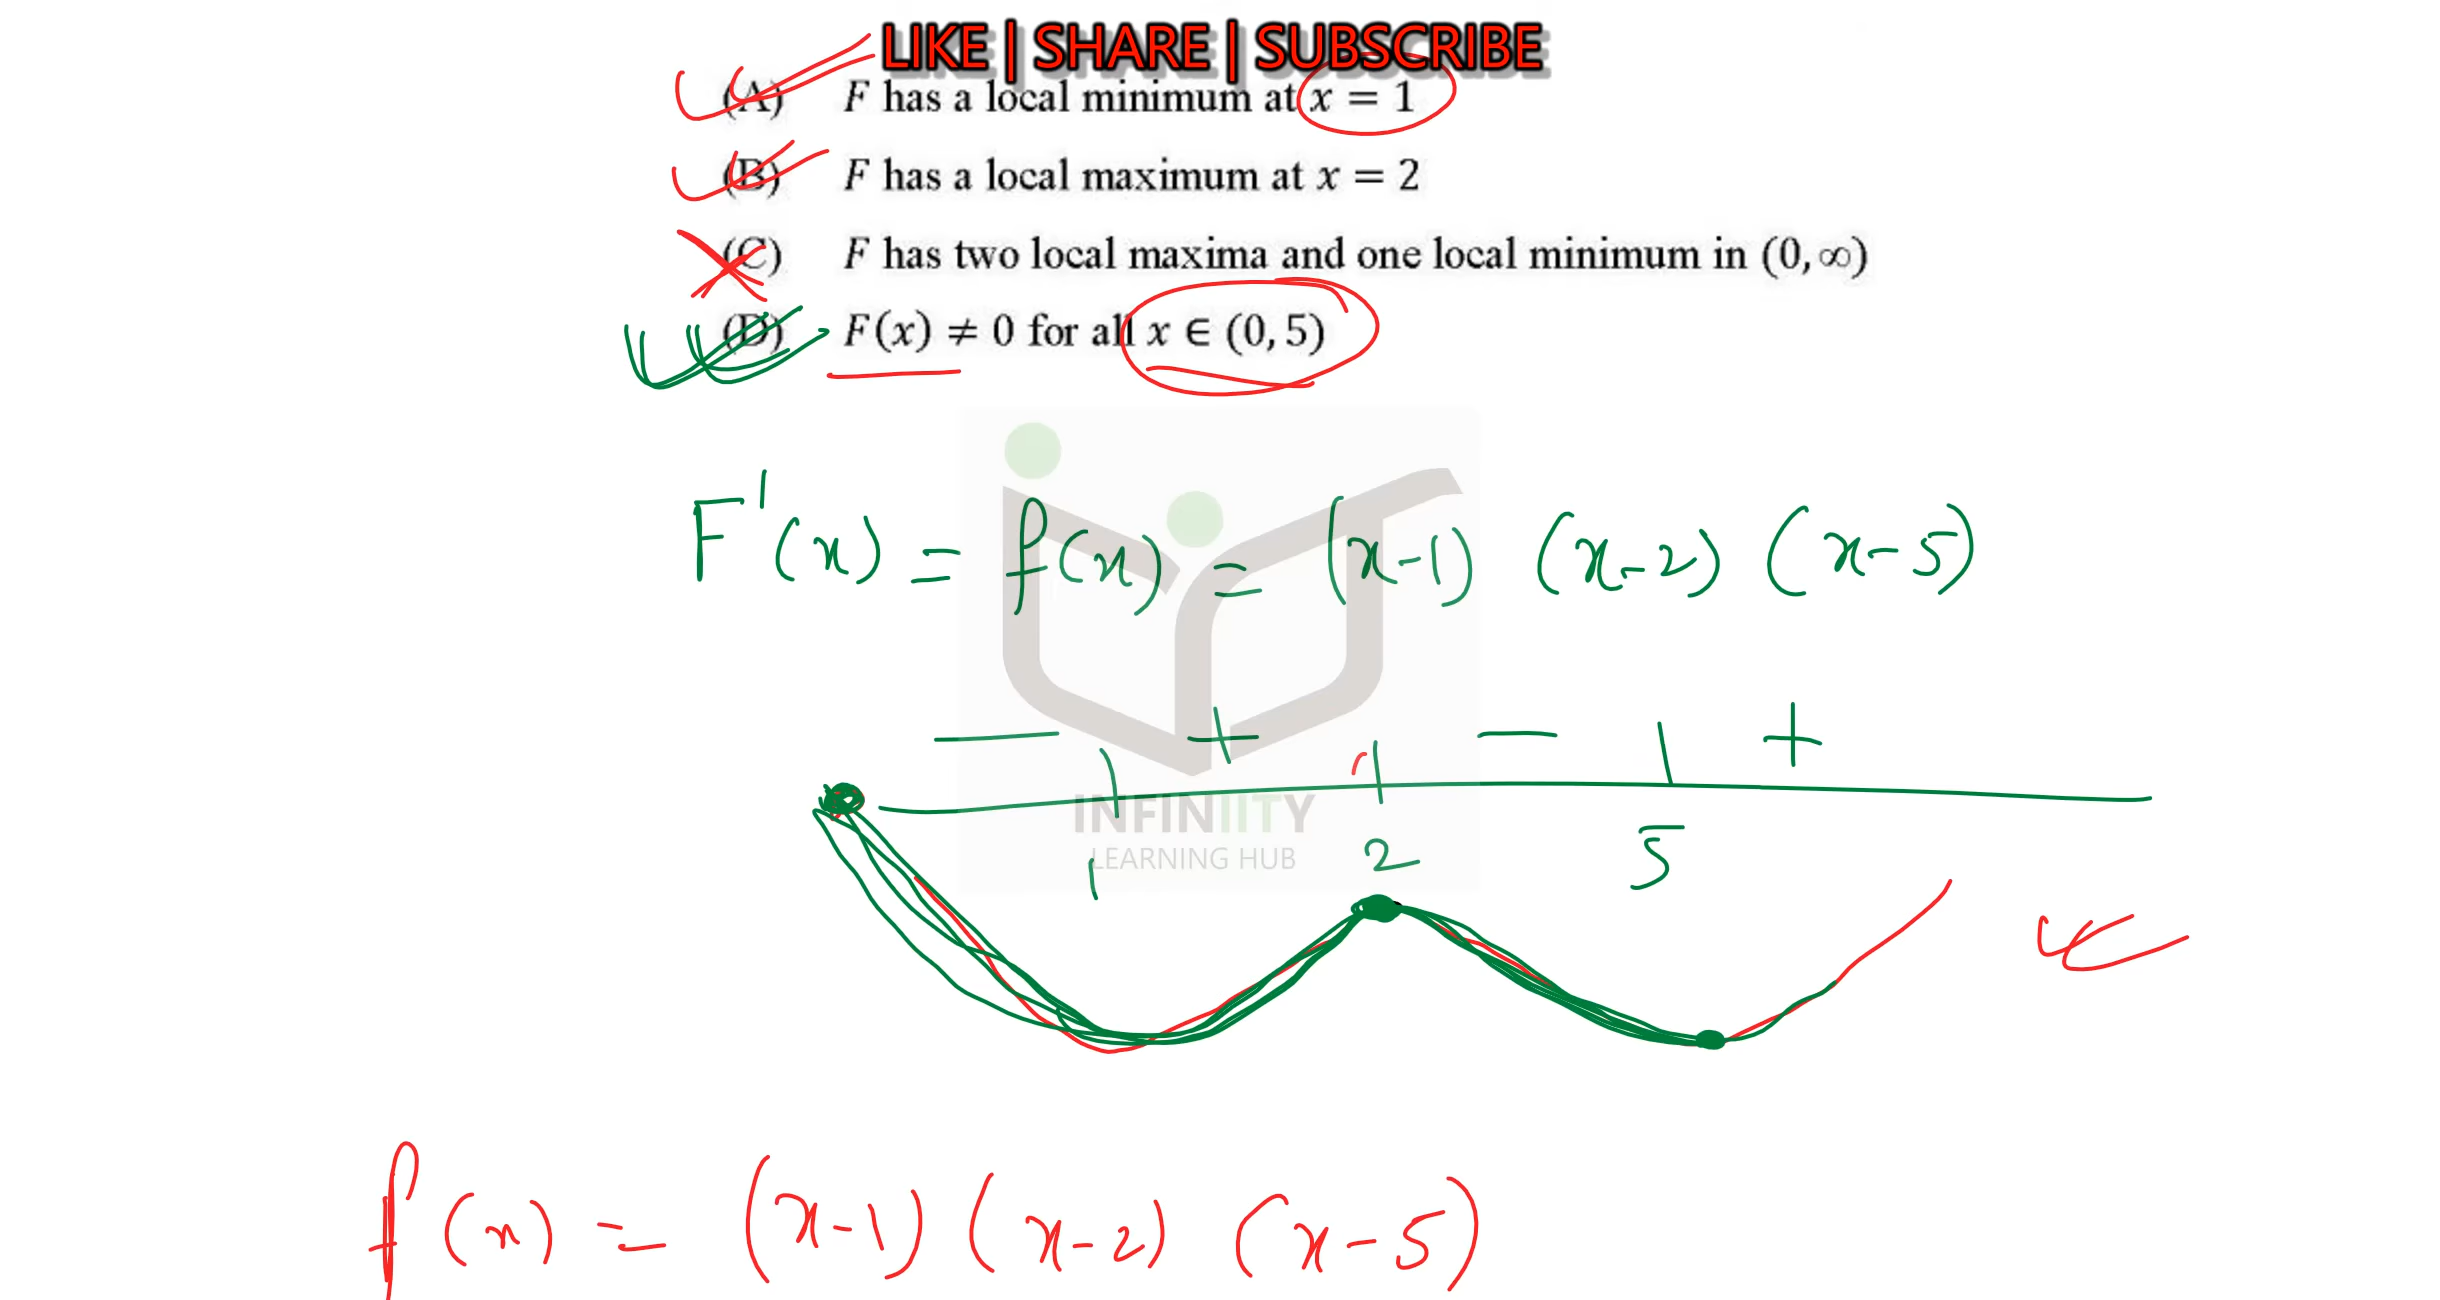 LIKE | SHARE | SUBSCRIBE
(A) F has a local minimum at x = 1
(B) F has a local maximum at x = 2
(C) F has two local maxima and one local minimum in (0, ∞)
(D) F(x) ≠ 0 for all x ∈ (0, 5)
F'(x) = f(x) = (x-1) (x-2) (x-5)
− + − +
1 2 5
INFINIITY
LEARNING HUB
f(x) = (x-1) (x-2) (x-5)